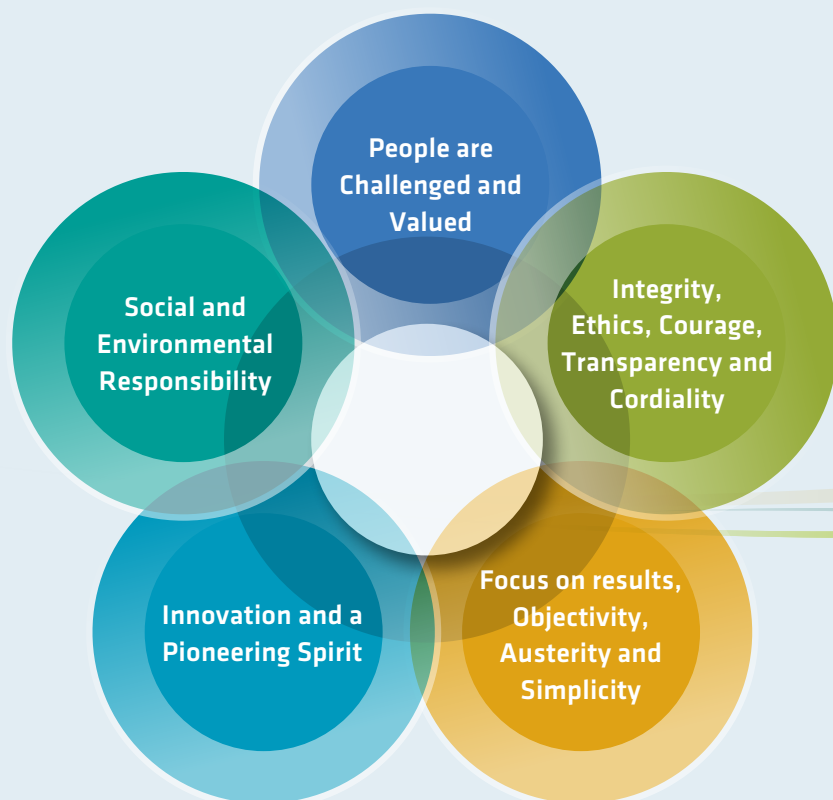 People are
Challenged and
Valued
Integrity,
Ethics, Courage,
Transparency and
Cordiality
Focus on results,
Objectivity,
Austerity and
Simplicity
Innovation and a
Pioneering Spirit
Social and
Environmental
Responsibility